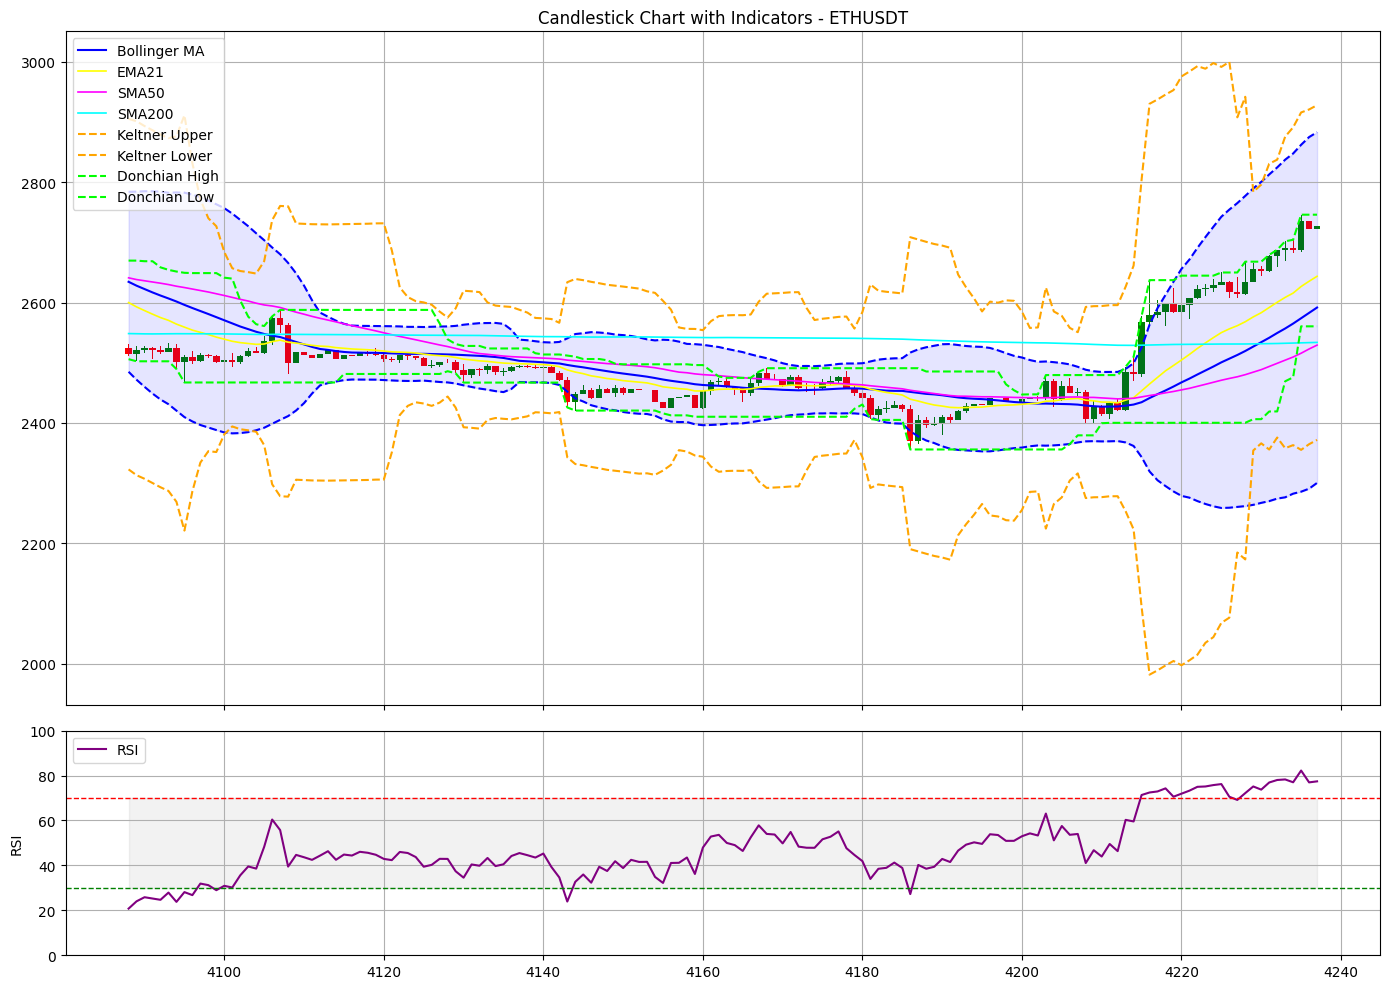 Candlestick Chart with Indicators - ETHUSDT
Bollinger MA
EMA21
SMA50
SMA200
Keltner Upper
Keltner Lower
Donchian High
Donchian Low
3000
2800
2600
2400
2200
2000
RSI
100
80
60
40
20
0
RSI
4100
4120
4140
4160
4180
4200
4220
4240